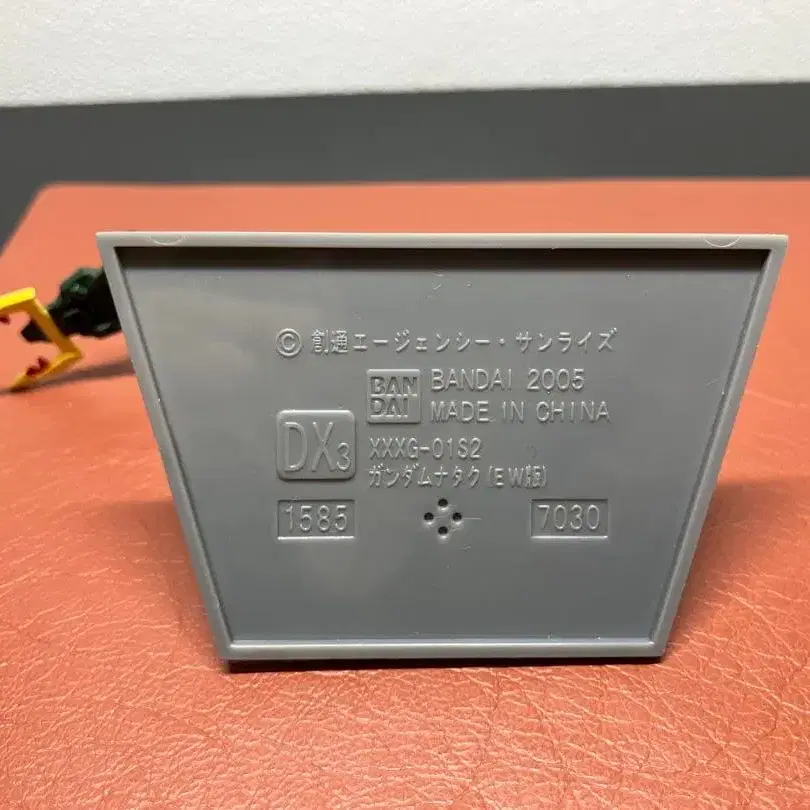 © 創通エージェンシー・サンライズ
BAN
DAI
BANDAI 2005
MADE IN CHINA
DX3
XXXG-01S2
ガンダムナタク(EW版)
1585
7030